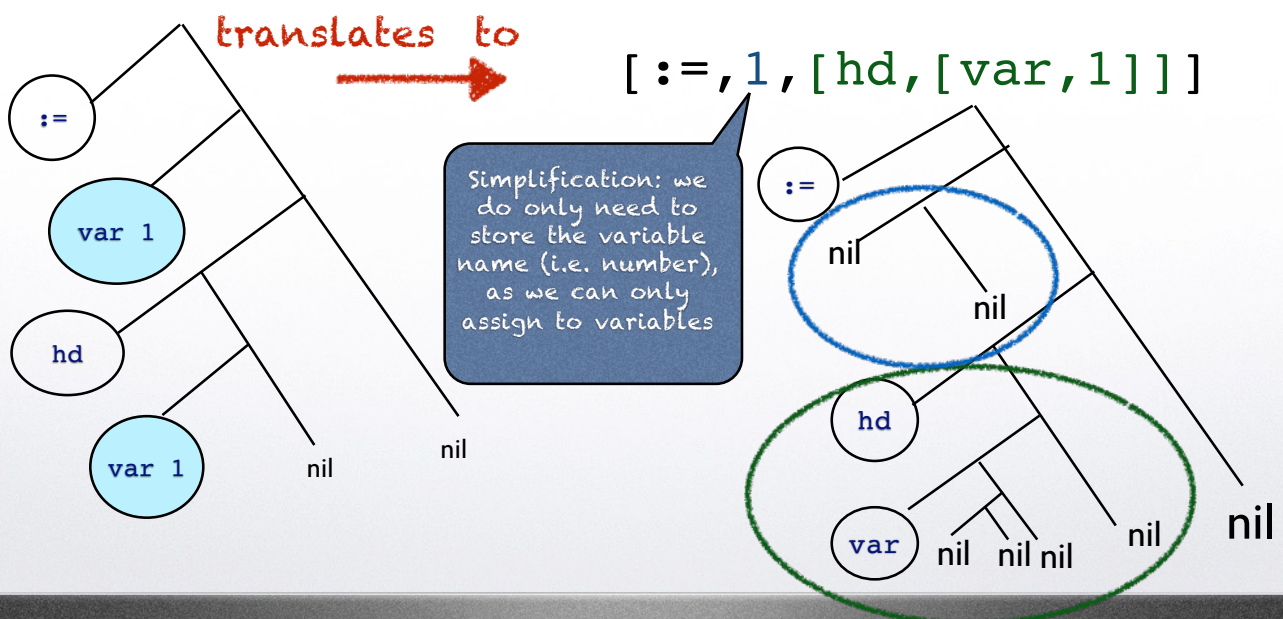 translates to
[:=,1,[hd,[var,1]]]
:=
var 1
hd
var 1
nil
nil
Simplification: we
do only need to
store the variable
name (i.e. number),
as we can only
assign to variables
:=
nil
nil
hd
var
nil
nil
nil
nil
nil